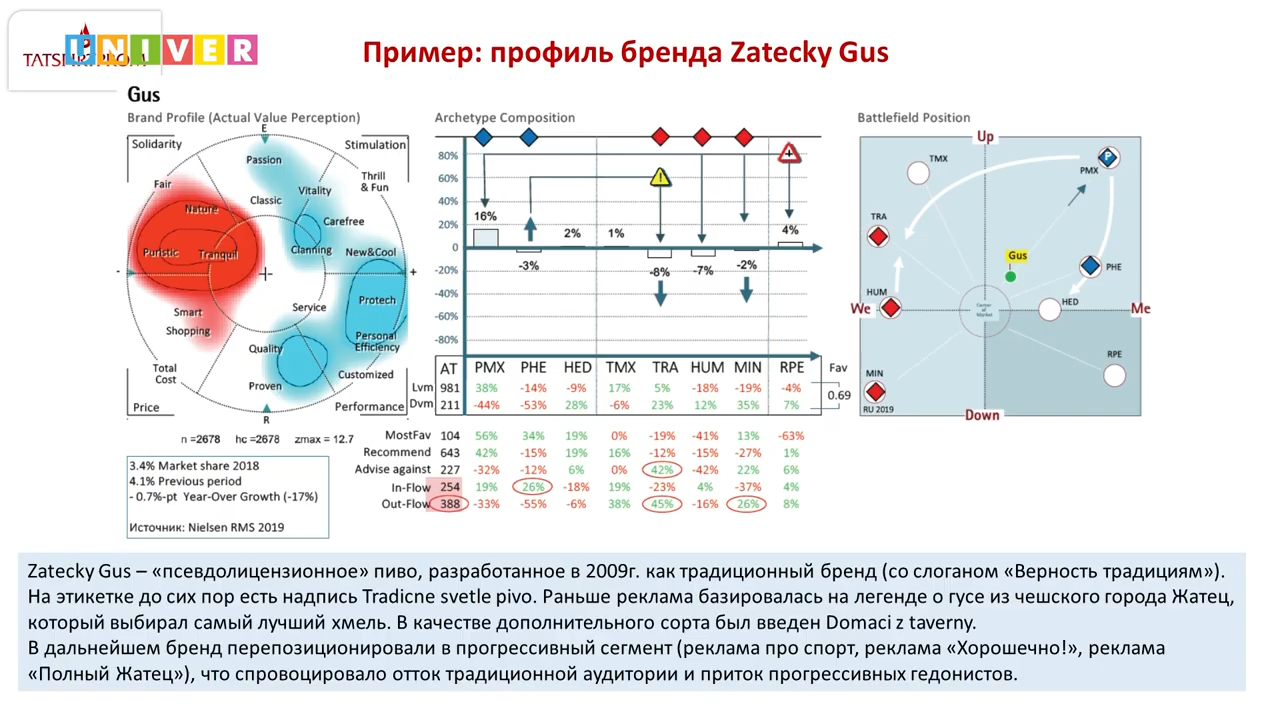 TATSPIRTPROM
UNIVER
Пример: профиль бренда Zatecky Gus
Gus
Brand Profile (Actual Value Perception)
E
Solidarity
Stimulation
Passion
Thrill
& Fun
Fair
Vitality
Nature
Classic
Carefree
Puristic
Tranquil
Clanning
New&Cool
-
+
+
Protech
Smart
Shopping
Service
Personal
Efficiency
Quality
Total
Cost
Customized
Proven
Price
Performance
R
n =2678 hc =2678 zmax = 12.7
3.4% Market share 2018
4.1% Previous period
- 0.7%-pt Year-Over Growth (-17%)
Источник: Nielsen RMS 2019
Archetype Composition
80%
60%
40%
20%
0
-20%
-40%
-60%
-80%
+
!
16%
-3%
2%
1%
-8%
-7%
-2%
4%
AT PMX PHE HED TMX TRA HUM MIN RPE Fav
Lvm 981 38% -14% -9% 17% 5% -18% -19% -4%
Dvm 211 -44% -53% 28% -6% 23% 12% 35% 7%
0.69
MostFav 104 56% 34% 19% 0% -19% -41% 13% -63%
Recommend 643 42% -15% 19% 16% -12% -15% -27% 1%
Advise against 227 -32% -12% 6% 0% 42% -42% 22% 6%
In-Flow 254 19% 26% -18% 19% -23% 4% -37% 4%
Out-Flow 388 -33% -55% -6% 38% 45% -16% 26% 8%
Battlefield Position
Up
TMX
P
PMX
TRA
Gus
PHE
HUM
HED
We
Center
of
Market
Me
RPE
MIN
RU 2019
Down
Zatecky Gus – «псевдолицензионное» пиво, разработанное в 2009г. как традиционный бренд (со слоганом «Верность традициям»).
На этикетке до сих пор есть надпись Tradicne svetle pivo. Раньше реклама базировалась на легенде о гусе из чешского города Жатец,
который выбирал самый лучший хмель. В качестве дополнительного сорта был введен Domaci z taverny.
В дальнейшем бренд перепозиционировали в прогрессивный сегмент (реклама про спорт, реклама «Хорошечно!», реклама
«Полный Жатец»), что спровоцировало отток традиционной аудитории и приток прогрессивных гедонистов.